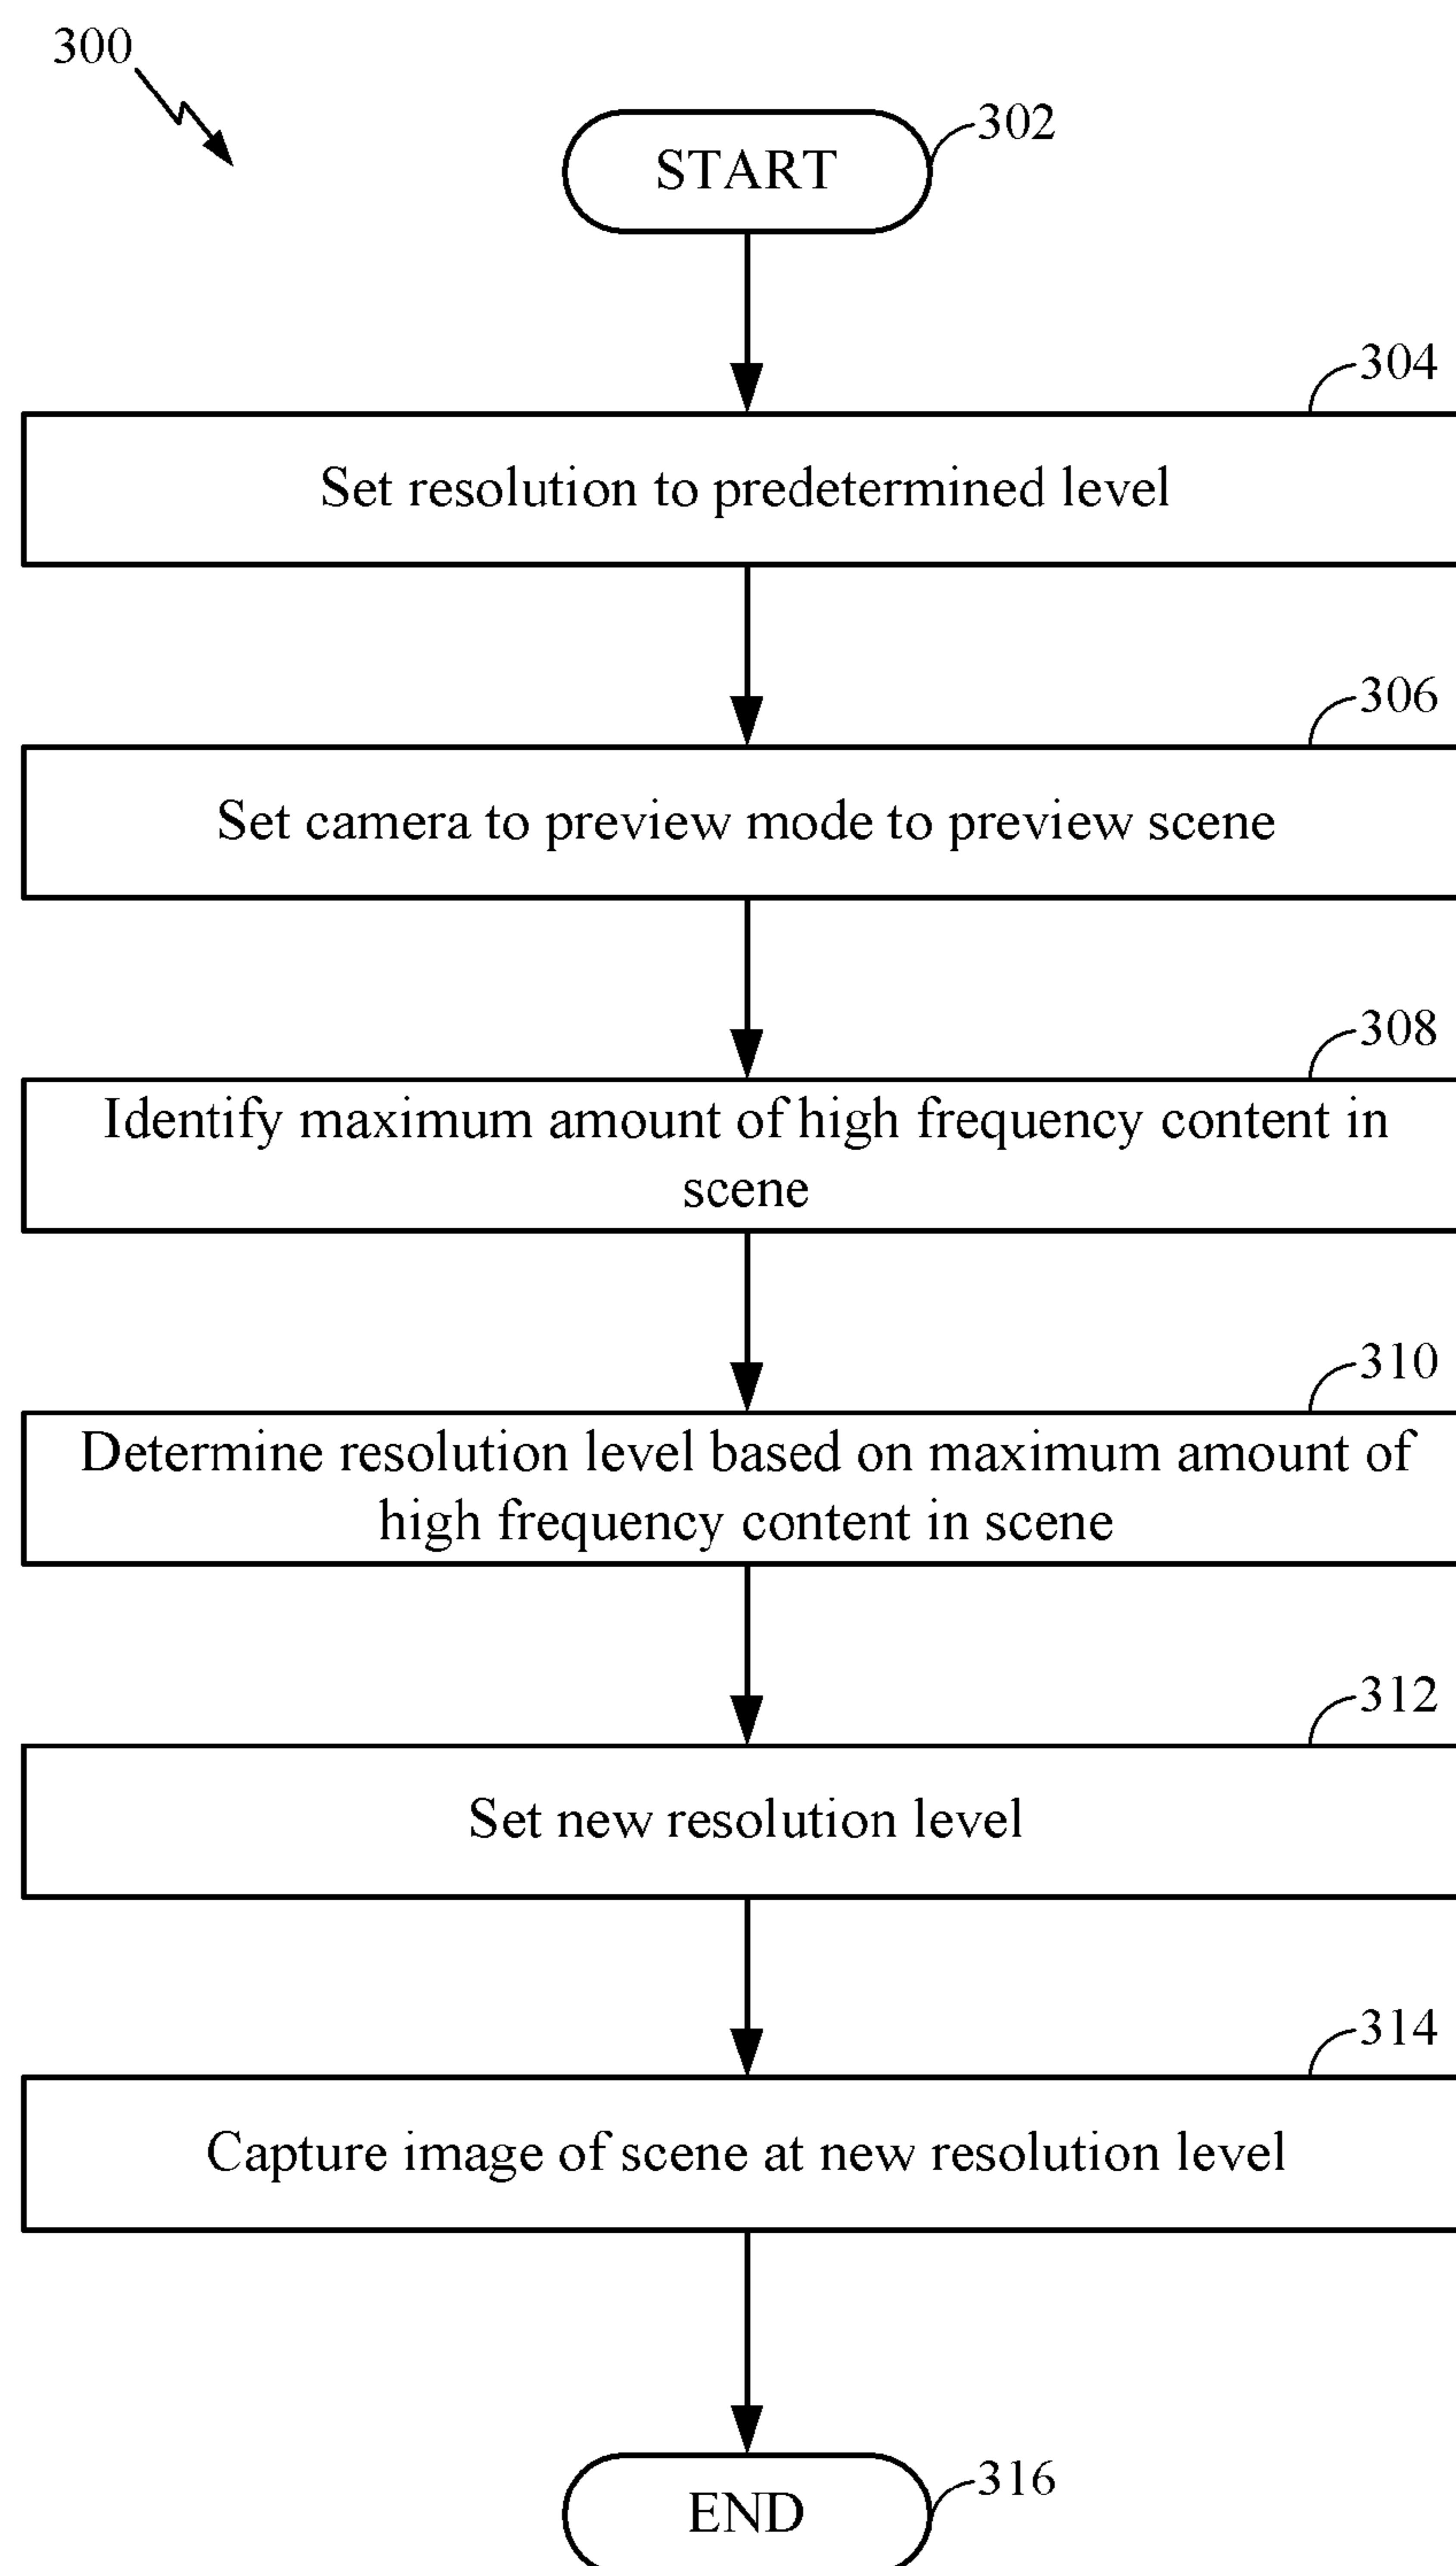 300
START
302
304
Set resolution to predetermined level
306
Set camera to preview mode to preview scene
308
Identify maximum amount of high frequency content in
scene
310
Determine resolution level based on maximum amount of
high frequency content in scene
312
Set new resolution level
314
Capture image of scene at new resolution level
END
316